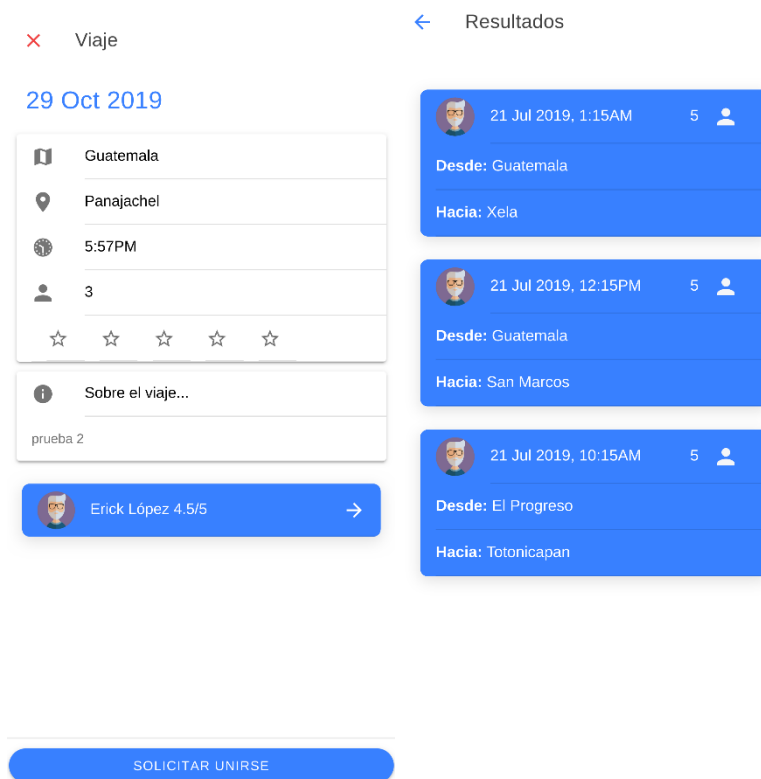 Viaje
29 Oct 2019
Guatemala
Panajachel
5:57PM
3
Sobre el viaje...
prueba 2
Erick López 4.5/5
SOLICITAR UNIRSE
Resultados
21 Jul 2019, 1:15AM 5
Desde: Guatemala
Hacia: Xela
21 Jul 2019, 12:15PM 5
Desde: Guatemala
Hacia: San Marcos
21 Jul 2019, 10:15AM 5
Desde: El Progreso
Hacia: Totonicapan